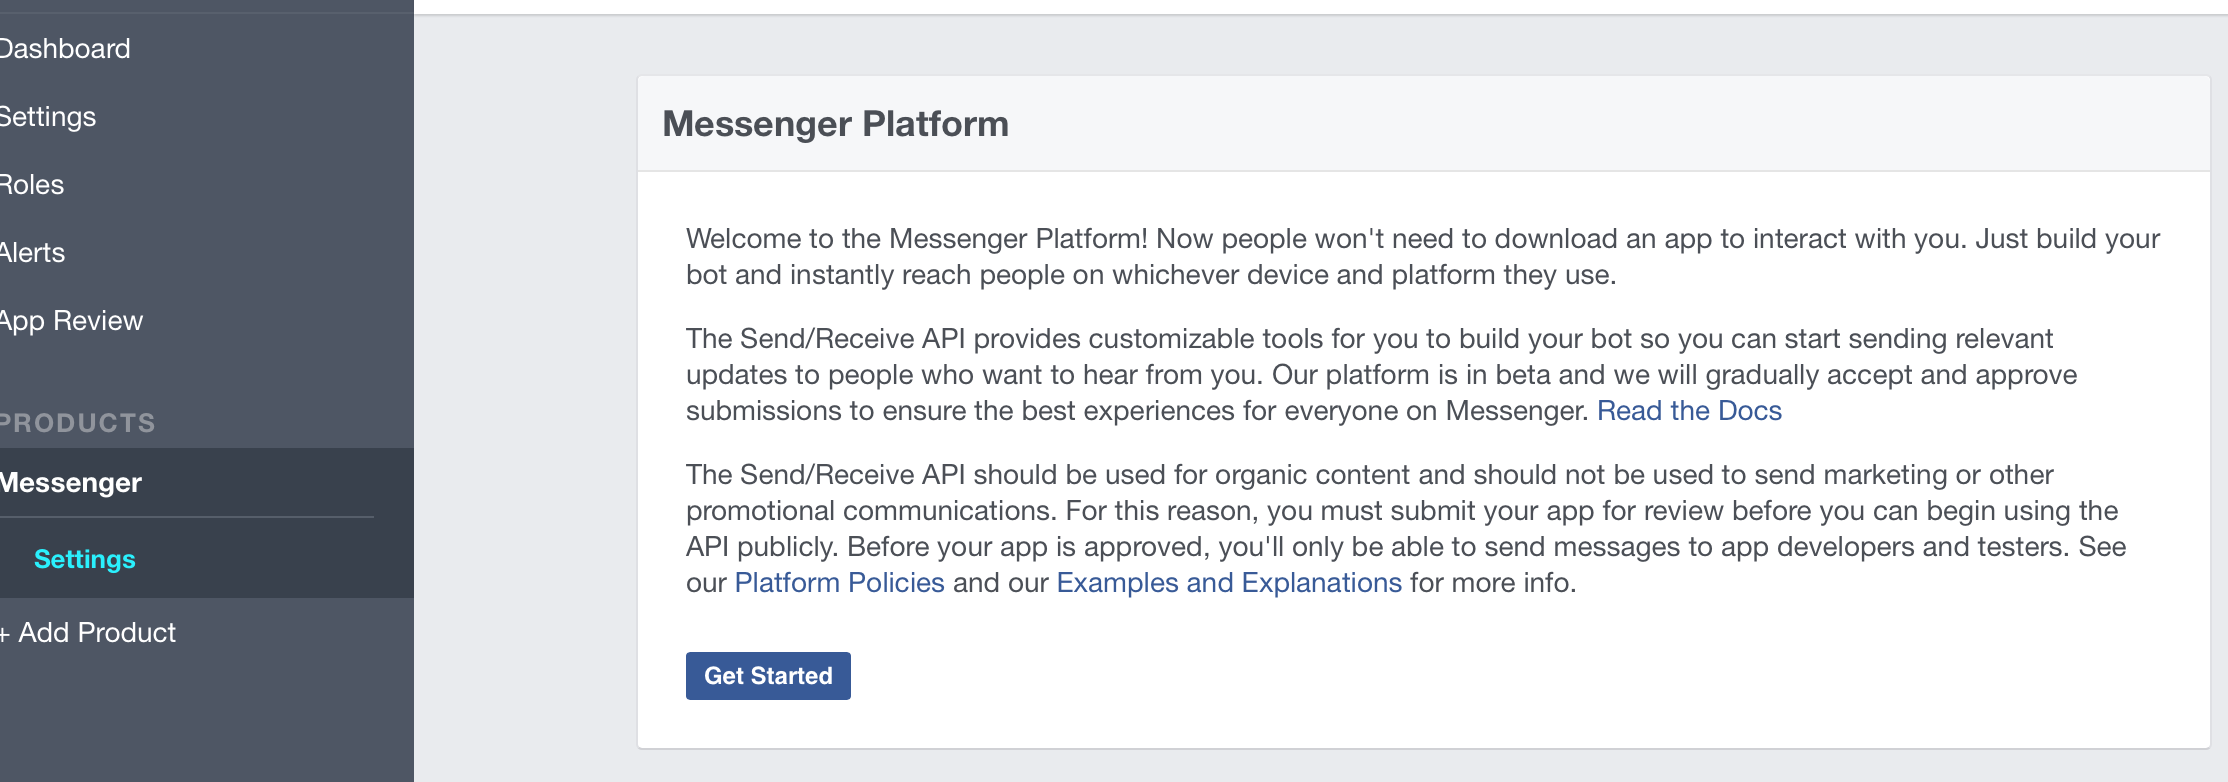 Dashboard
Settings
Roles
Alerts
App Review
PRODUCTS
Messenger
Settings
+ Add Product
Messenger Platform
Welcome to the Messenger Platform! Now people won't need to download an app to interact with you. Just build your
bot and instantly reach people on whichever device and platform they use.
The Send/Receive API provides customizable tools for you to build your bot so you can start sending relevant
updates to people who want to hear from you. Our platform is in beta and we will gradually accept and approve
submissions to ensure the best experiences for everyone on Messenger. Read the Docs
The Send/Receive API should be used for organic content and should not be used to send marketing or other
promotional communications. For this reason, you must submit your app for review before you can begin using the
API publicly. Before your app is approved, you'll only be able to send messages to app developers and testers. See
our Platform Policies and our Examples and Explanations for more info.
Get Started